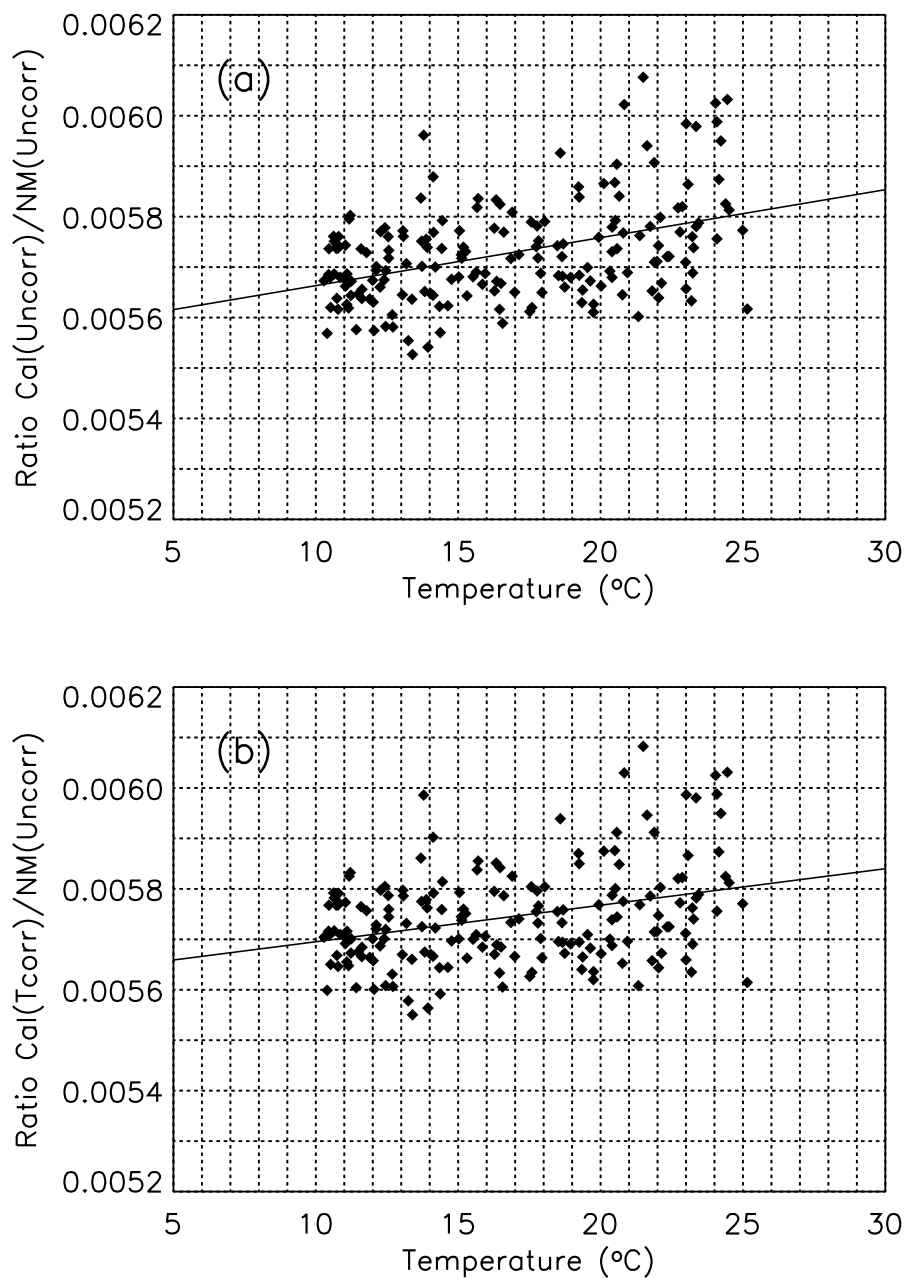 (a)
Ratio Cal(Uncorr)/NM(Uncorr)
0.0062
0.0060
0.0058
0.0056
0.0054
0.0052
5 10 15 20 25 30
Temperature (ºC)
(b)
Ratio Cal(Tcorr)/NM(Uncorr)
0.0062
0.0060
0.0058
0.0056
0.0054
0.0052
5 10 15 20 25 30
Temperature (ºC)